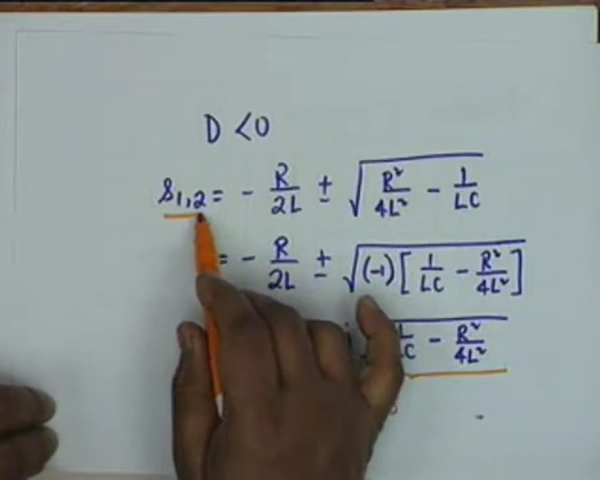 D < 0
S1,2 = - R/2L ± √(R²/4L² - 1/LC)
= - R/2L ± √((-1)[1/LC - R²/4L²])
C - R²/4L²